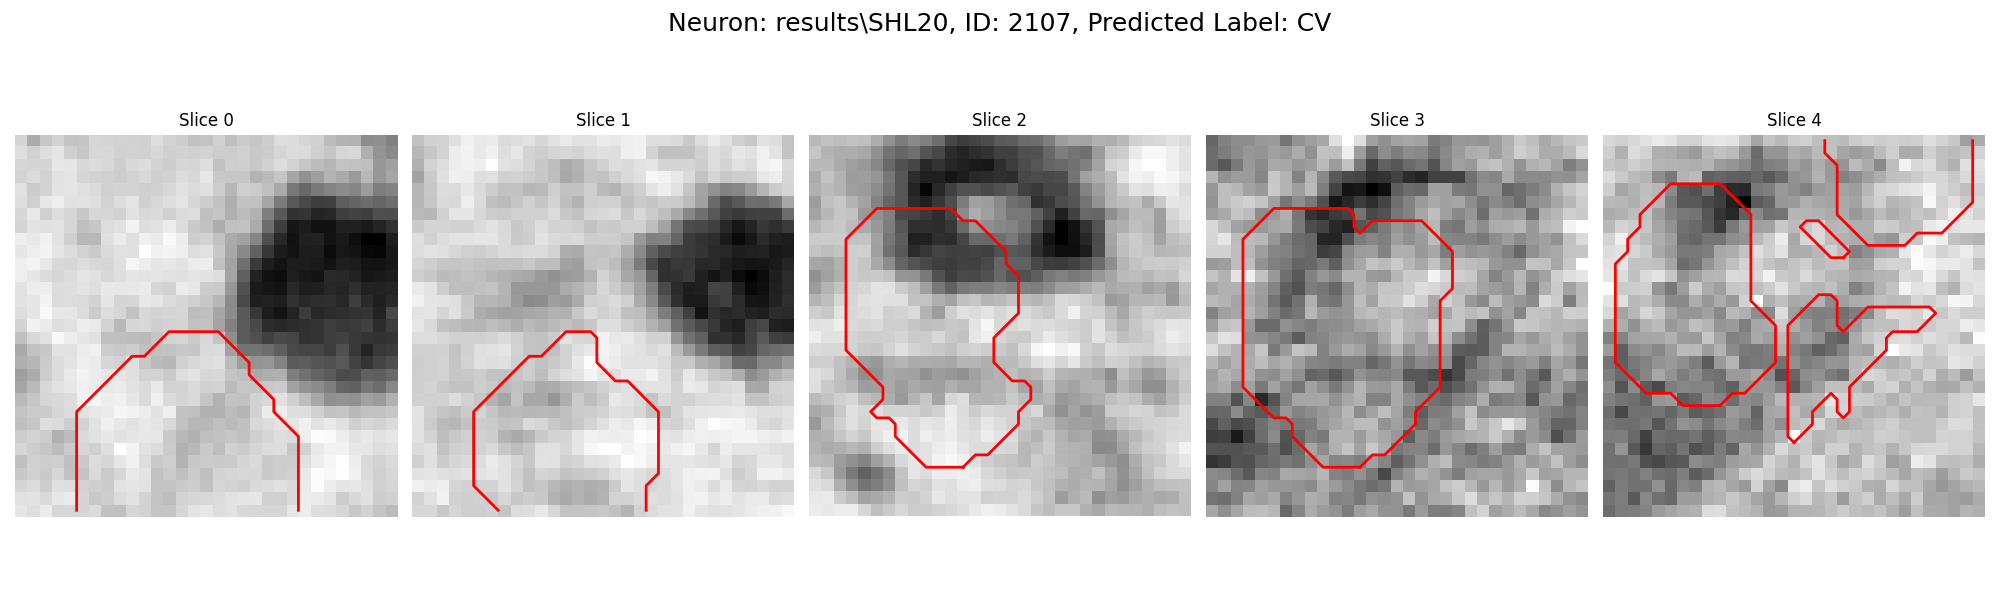 Neuron: results\SHL20, ID: 2107, Predicted Label: CV
Slice 0
Slice 1
Slice 2
Slice 3
Slice 4